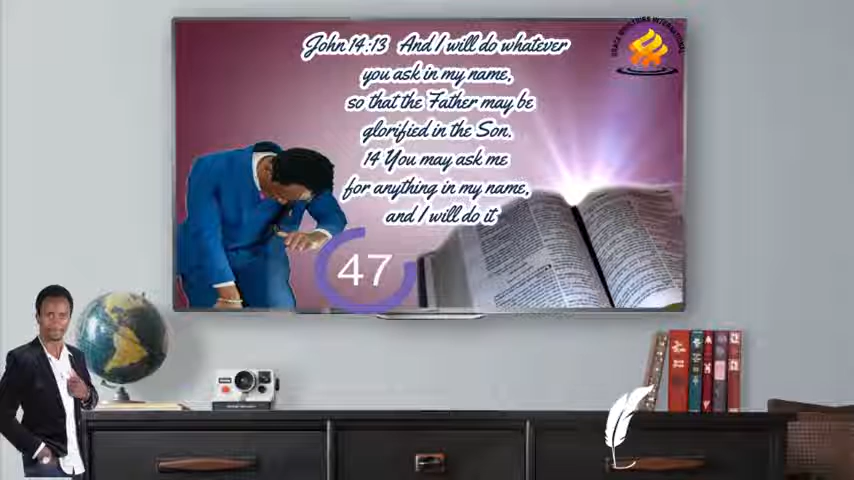 John 14:13 And I will do whatever
you ask in my name,
so that the Father may be
glorified in the Son.
14 You may ask me
for anything in my name,
and I will do it
47